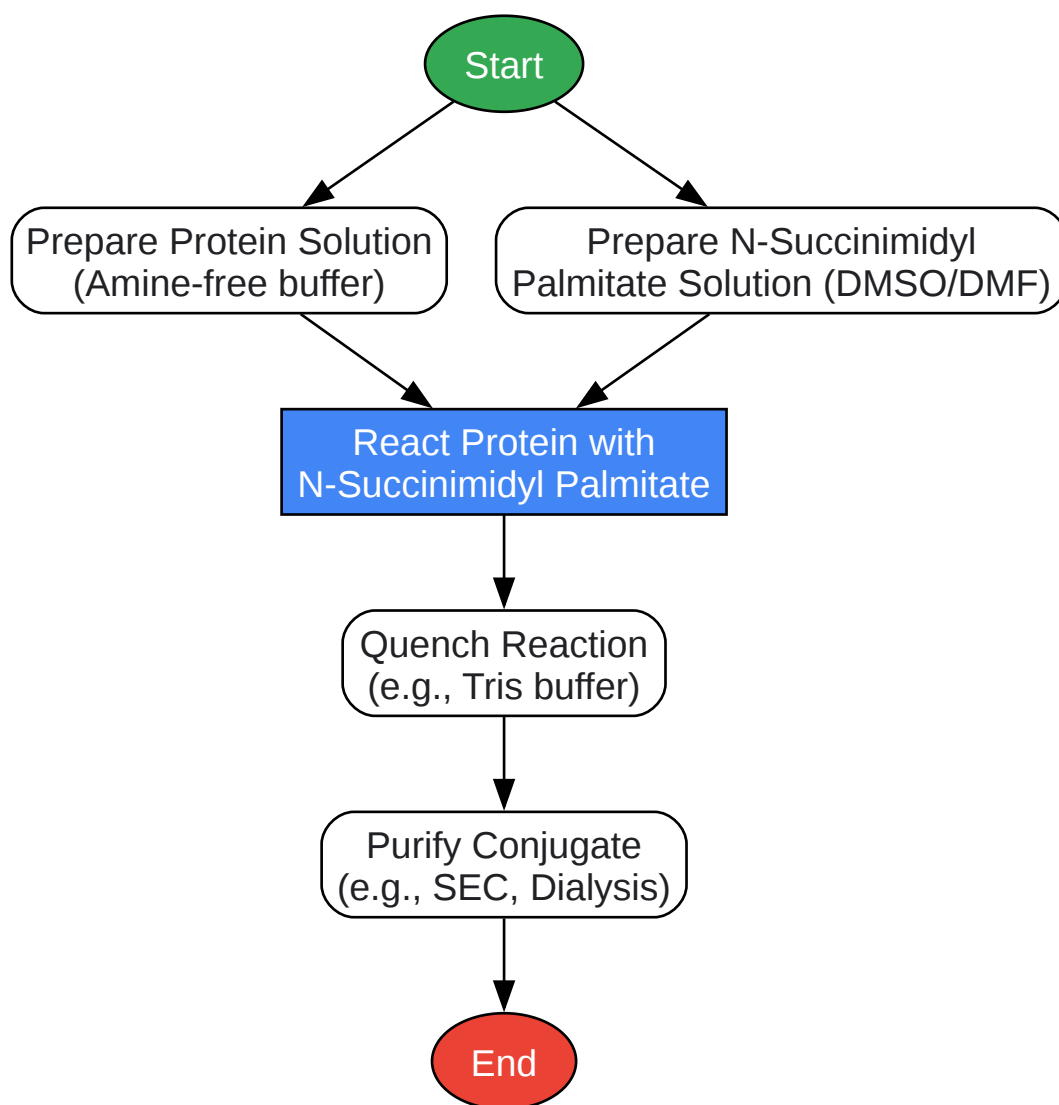 Start
Prepare Protein Solution
(Amine-free buffer)
Prepare N-Succinimidyl
Palmitate Solution (DMSO/DMF)
React Protein with
N-Succinimidyl Palmitate
Quench Reaction
(e.g., Tris buffer)
Purify Conjugate
(e.g., SEC, Dialysis)
End